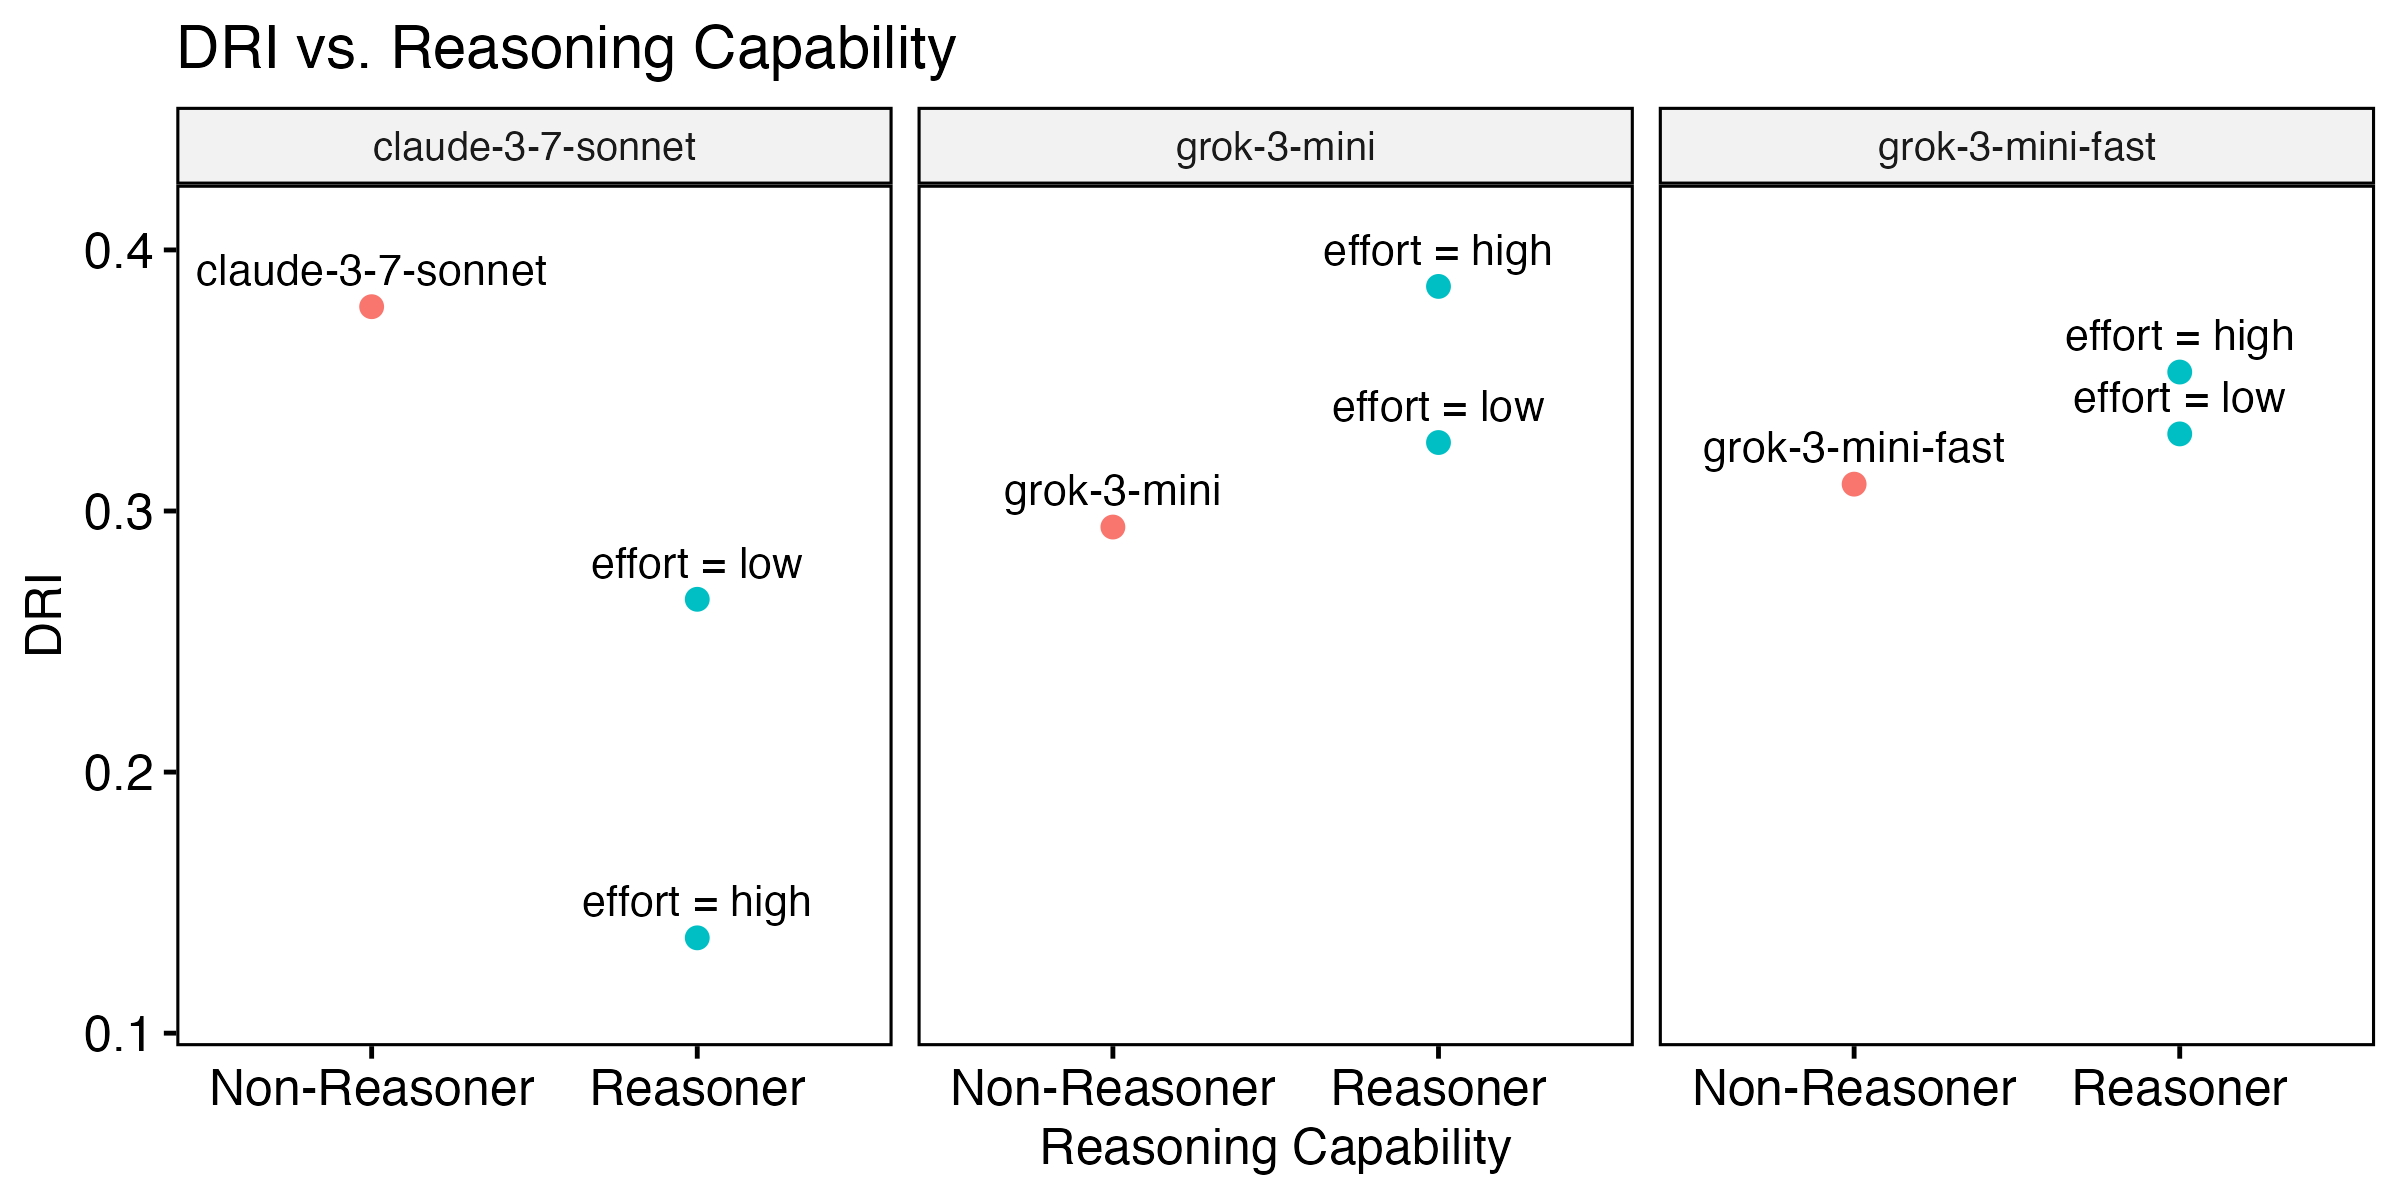 DRI vs. Reasoning Capability
claude-3-7-sonnet
grok-3-mini
grok-3-mini-fast
DRI
0.4
0.3
0.2
0.1
claude-3-7-sonnet
effort = low
effort = high
effort = high
effort = low
grok-3-mini
effort = high
effort = low
grok-3-mini-fast
Non-Reasoner
Reasoner
Non-Reasoner
Reasoner
Non-Reasoner
Reasoner
Reasoning Capability